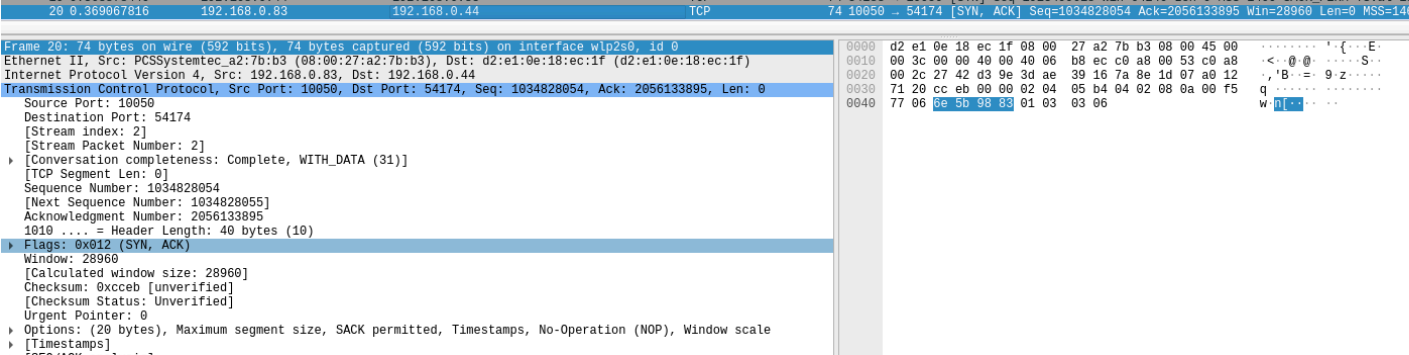 20 0.369067816 192.168.0.83 192.168.0.44 TCP 74 10050 → 54174 [SYN, ACK] Seq=1034828054 Ack=2056133895 Win=28960 Len=0 MSS=146
Frame 20: 74 bytes on wire (592 bits), 74 bytes captured (592 bits) on interface wlp2s0, id 0
Ethernet II, Src: PCSSystemtec_a2:7b:b3 (08:00:27:a2:7b:b3), Dst: d2:e1:0e:18:ec:1f (d2:e1:0e:18:ec:1f)
Internet Protocol Version 4, Src: 192.168.0.83, Dst: 192.168.0.44
Transmission Control Protocol, Src Port: 10050, Dst Port: 54174, Seq: 1034828054, Ack: 2056133895, Len: 0
Source Port: 10050
Destination Port: 54174
[Stream index: 2]
[Stream Packet Number: 2]
[Conversation completeness: Complete, WITH_DATA (31)]
[TCP Segment Len: 0]
Sequence Number: 1034828054
[Next Sequence Number: 1034828055]
Acknowledgment Number: 2056133895
1010 .... = Header Length: 40 bytes (10)
Flags: 0x012 (SYN, ACK)
Window: 28960
[Calculated window size: 28960]
Checksum: 0xcceb [unverified]
[Checksum Status: Unverified]
Urgent Pointer: 0
Options: (20 bytes), Maximum segment size, SACK permitted, Timestamps, No-Operation (NOP), Window scale
[Timestamps]
0000 d2 e1 0e 18 ec 1f 08 00 27 a2 7b b3 08 00 45 00 ········ '·{···E·
0010 00 3c 00 00 40 00 40 06 b8 ec c0 a8 00 53 c0 a8 ·<··@·@· ·····S··
0020 00 2c 27 42 d3 9e 3d ae 39 16 7a 8e 1d 07 a0 12 ·,'B··=· 9·z·····
0030 71 20 cc eb 00 00 02 04 05 b4 04 02 08 0a 00 f5 q ······ ········
0040 77 06 6e 5b 98 83 01 03 03 06 w·n[···· ··